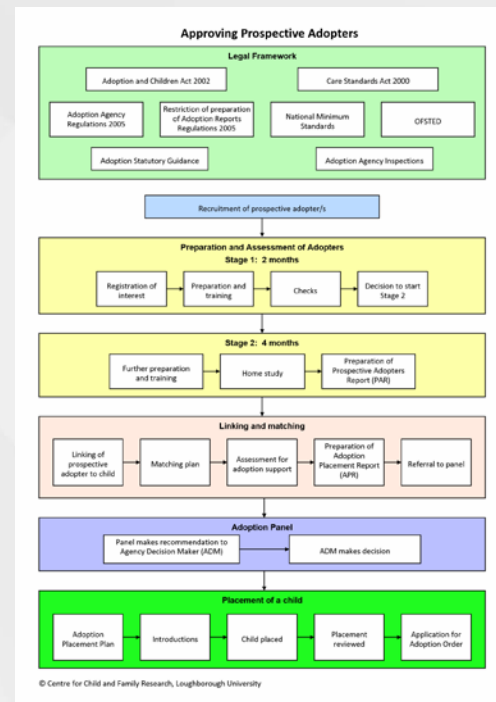 Approving Prospective Adopters
Legal Framework
Adoption and Children Act 2002
Care Standards Act 2000
Adoption Agency
Regulations 2005
Restriction of preparation
of Adoption Reports
Regulations 2005
National Minimum
Standards
OFSTED
Adoption Statutory Guidance
Adoption Agency Inspections
Recruitment of prospective adopter/s
Preparation and Assessment of Adopters
Stage 1: 2 months
Registration of
interest
Preparation and
training
Checks
Decision to start
Stage 2
Stage 2: 4 months
Further preparation
and training
Home study
Preparation of
Prospective Adopters
Report (PAR)
Linking and matching
Linking of
prospective
adopter to child
Matching plan
Assessment for
adoption support
Preparation of
Adoption
Placement Report
(APR)
Referral to panel
Adoption Panel
Panel makes recommendation to
Agency Decision Maker (ADM)
ADM makes decision
Placement of a child
Adoption
Placement Plan
Introductions
Child placed
Placement
reviewed
Application for
Adoption Order
© Centre for Child and Family Research, Loughborough University